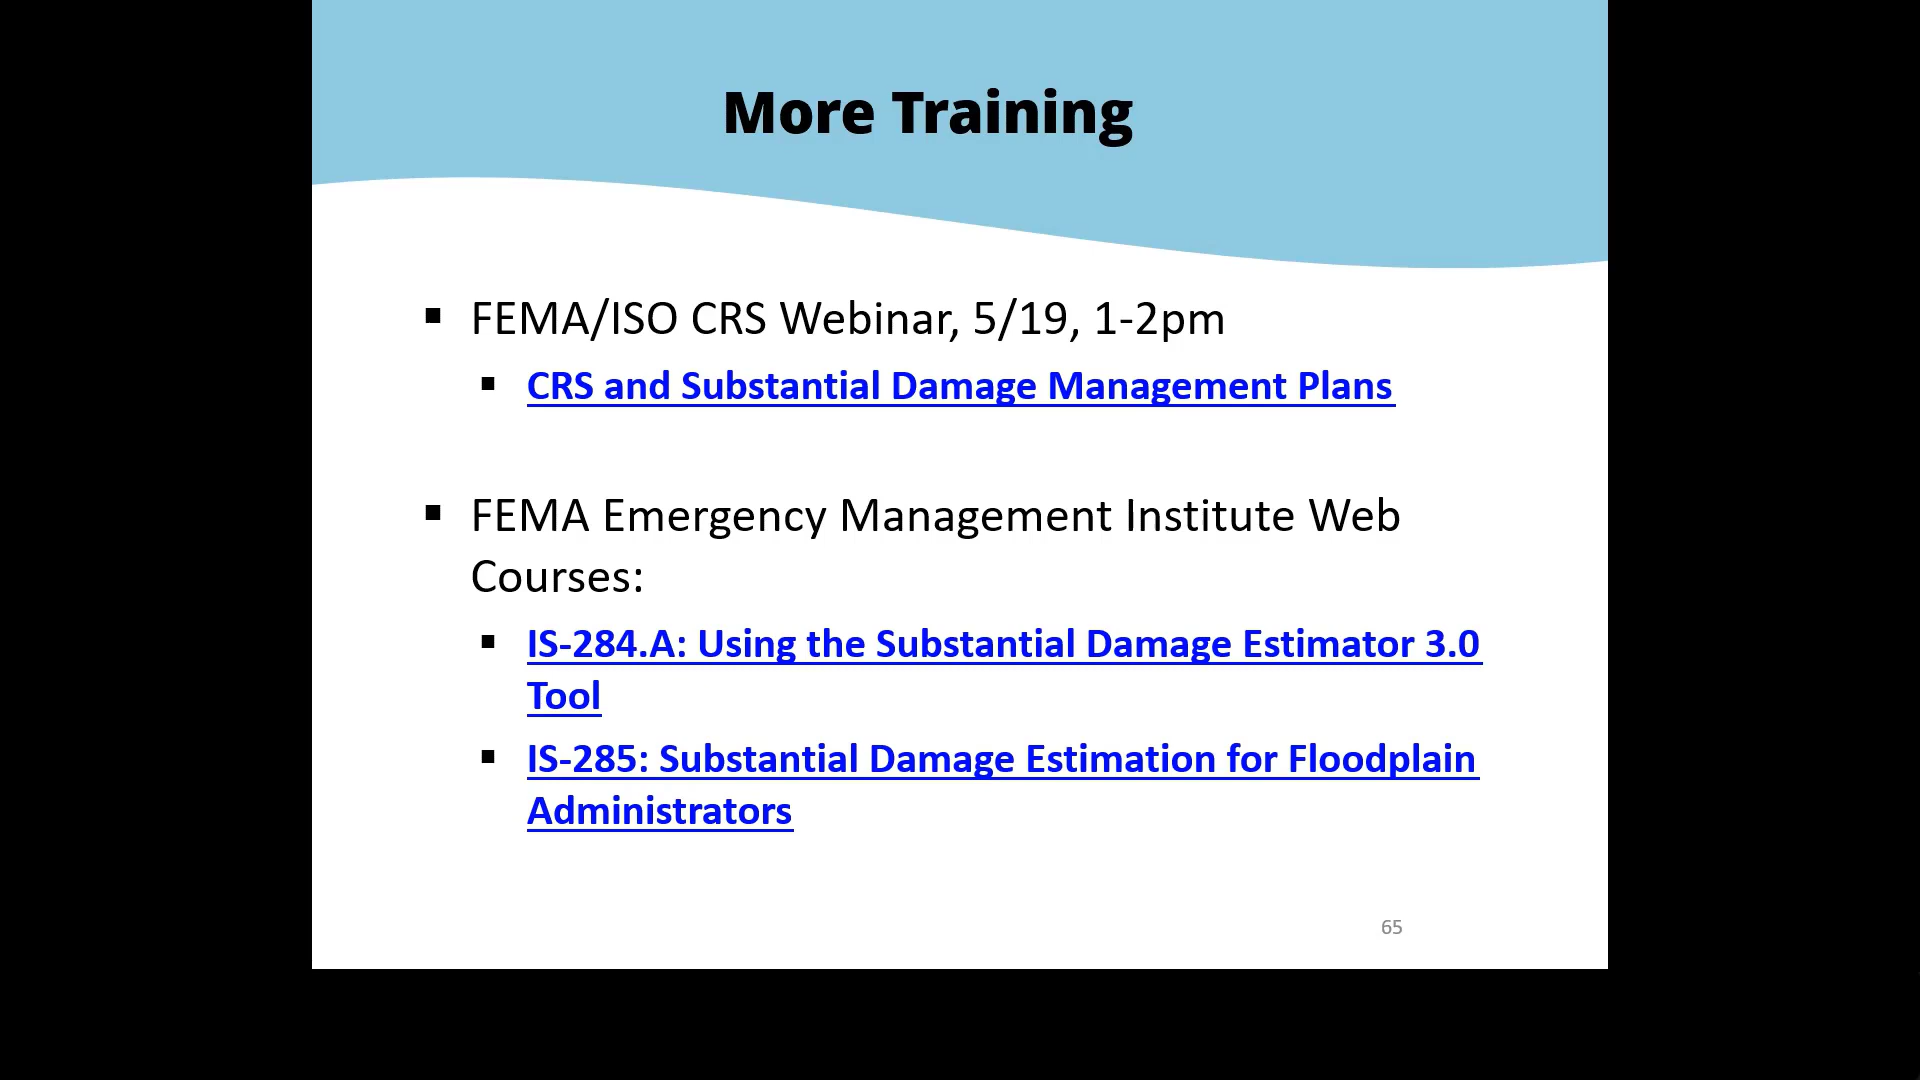 More Training
▪ FEMA/ISO CRS Webinar, 5/19, 1-2pm
▪ CRS and Substantial Damage Management Plans
▪ FEMA Emergency Management Institute Web
Courses:
▪ IS-284.A: Using the Substantial Damage Estimator 3.0
Tool
▪ IS-285: Substantial Damage Estimation for Floodplain
Administrators
65